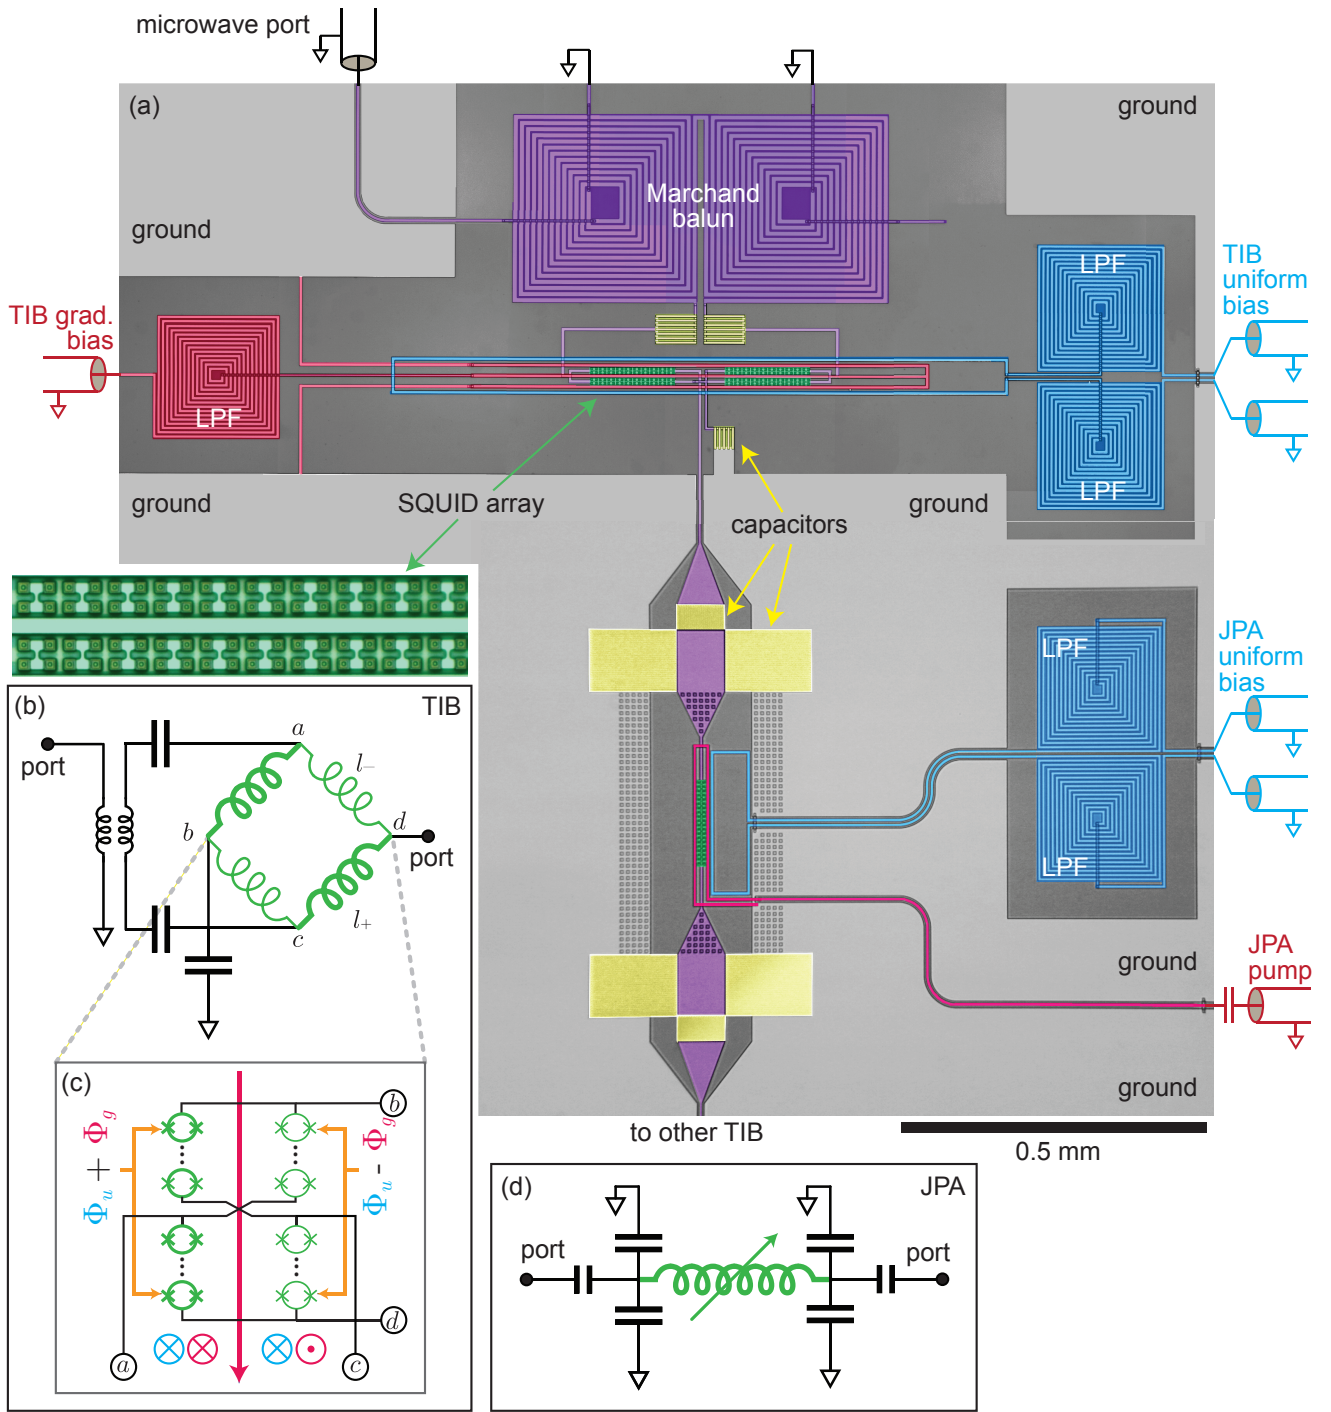 microwave port
(a)
ground
Marchand
balun
ground
TIB grad.
bias
LPF
LPF
TIB
uniform
bias
LPF
ground
SQUID array
capacitors
ground
(b)
TIB
port
a
l−
b
d
port
l+
c
LPF
JPA
uniform
bias
LPF
ground
JPA
pump
ground
to other TIB
0.5 mm
(c)
b
Φu + Φg
Φu - Φg
d
a
c
(d)
JPA
port
port